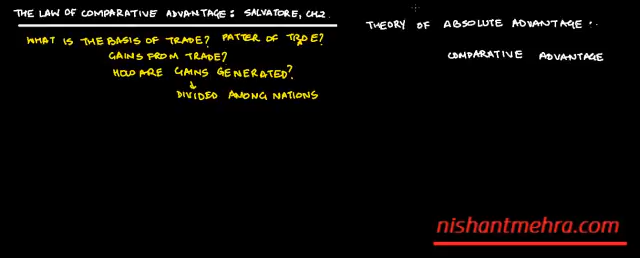 THE LAW OF COMPARATIVE ADVANTAGE: SALVATORE, CH2.
WHAT IS THE BASIS OF TRADE? PATTER OF TRADE?
GAINS FROM TRADE?
HOW ARE GAINS GENERATED?
↓
DIVIDED AMONG NATIONS
THEORY OF ABSOLUTE ADVANTAGE :.
COMPARATIVE ADVANTAGE
nishantmehra.com